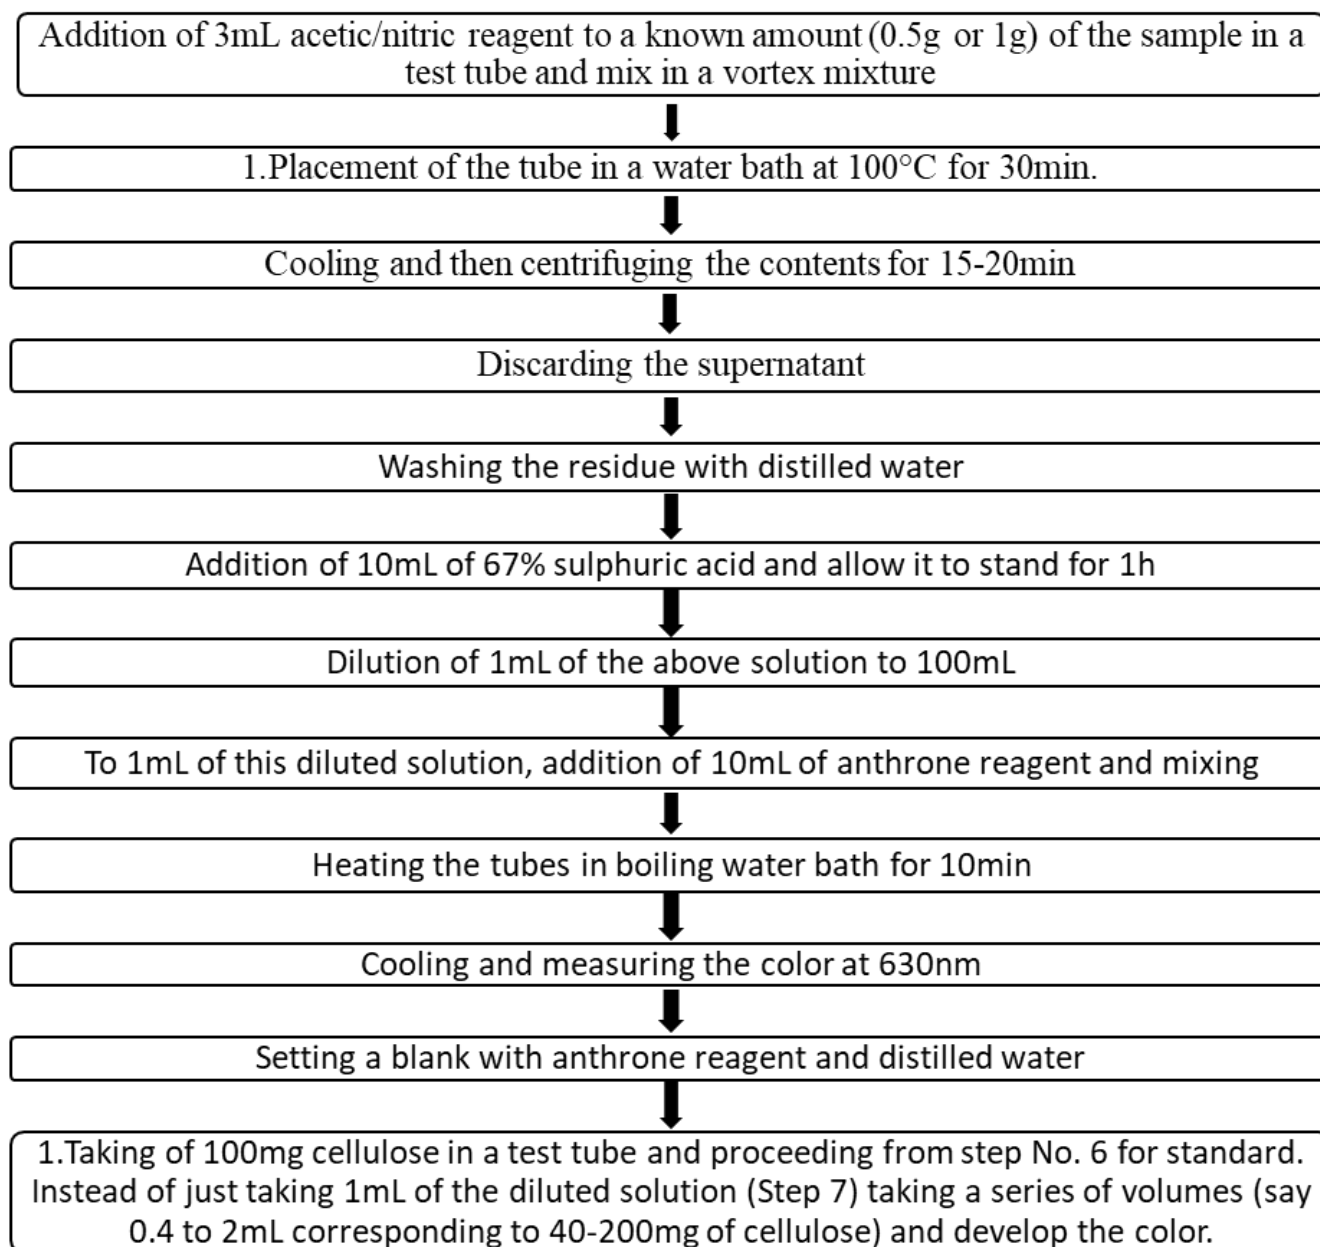 Addition of 3mL acetic/nitric reagent to a known amount (0.5g or 1g) of the sample in a
test tube and mix in a vortex mixture
1.Placement of the tube in a water bath at 100°C for 30min.
Cooling and then centrifuging the contents for 15-20min
Discarding the supernatant
Washing the residue with distilled water
Addition of 10mL of 67% sulphuric acid and allow it to stand for 1h
Dilution of 1mL of the above solution to 100mL
To 1mL of this diluted solution, addition of 10mL of anthrone reagent and mixing
Heating the tubes in boiling water bath for 10min
Cooling and measuring the color at 630nm
Setting a blank with anthrone reagent and distilled water
1.Taking of 100mg cellulose in a test tube and proceeding from step No. 6 for standard.
Instead of just taking 1mL of the diluted solution (Step 7) taking a series of volumes (say
0.4 to 2mL corresponding to 40-200mg of cellulose) and develop the color.